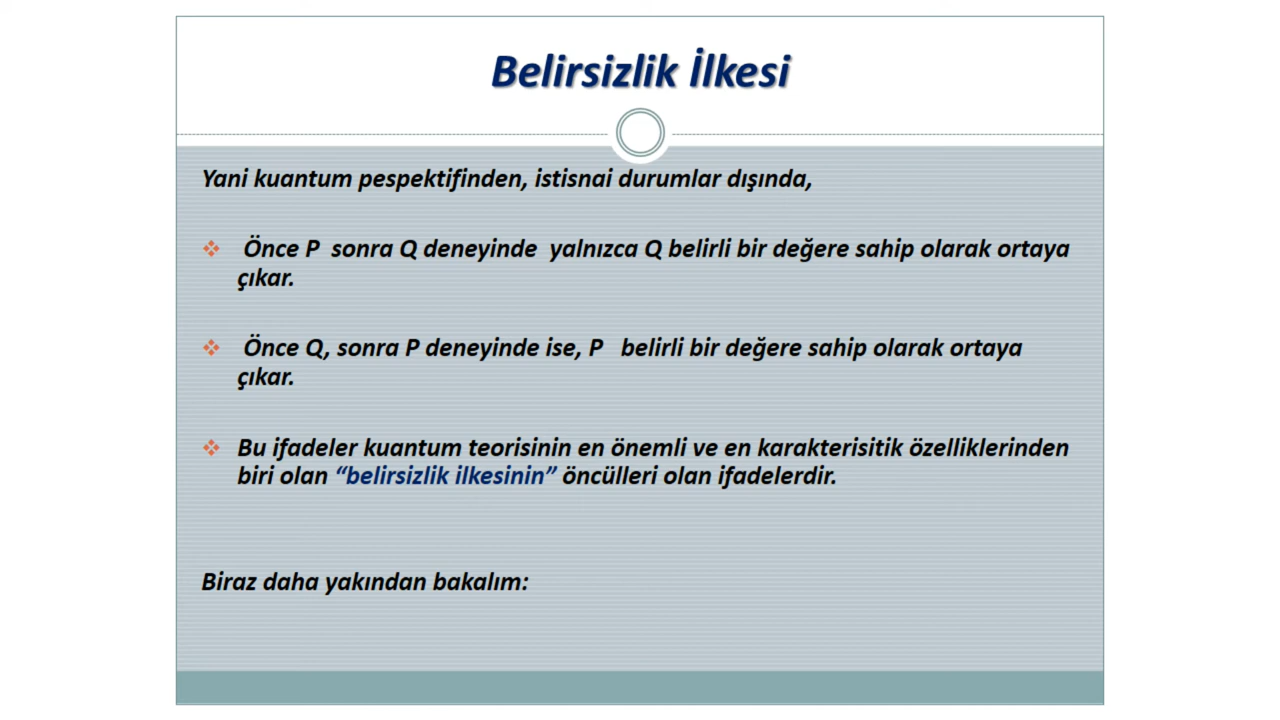 Belirsizlik İlkesi
Yani kuantum pespektifinden, istisnai durumlar dışında,
Önce P sonra Q deneyinde yalnızca Q belirli bir değere sahip olarak ortaya
çıkar.
Önce Q, sonra P deneyinde ise, P belirli bir değere sahip olarak ortaya
çıkar.
Bu ifadeler kuantum teorisinin en önemli ve en karakterisitik özelliklerinden
biri olan “belirsizlik ilkesinin” öncülleri olan ifadelerdir.
Biraz daha yakından bakalım: